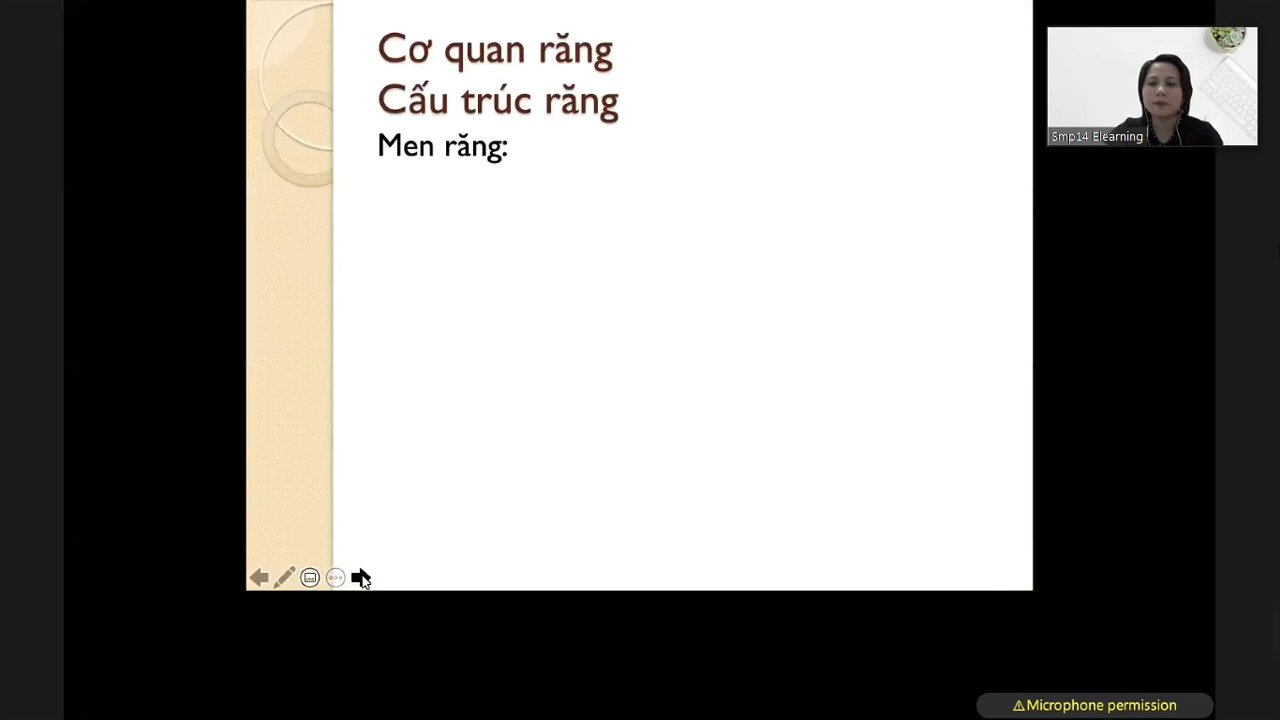 Cơ quan răng
Cấu trúc răng
Men răng:
Smp14 Elearning
⚠Microphone permission